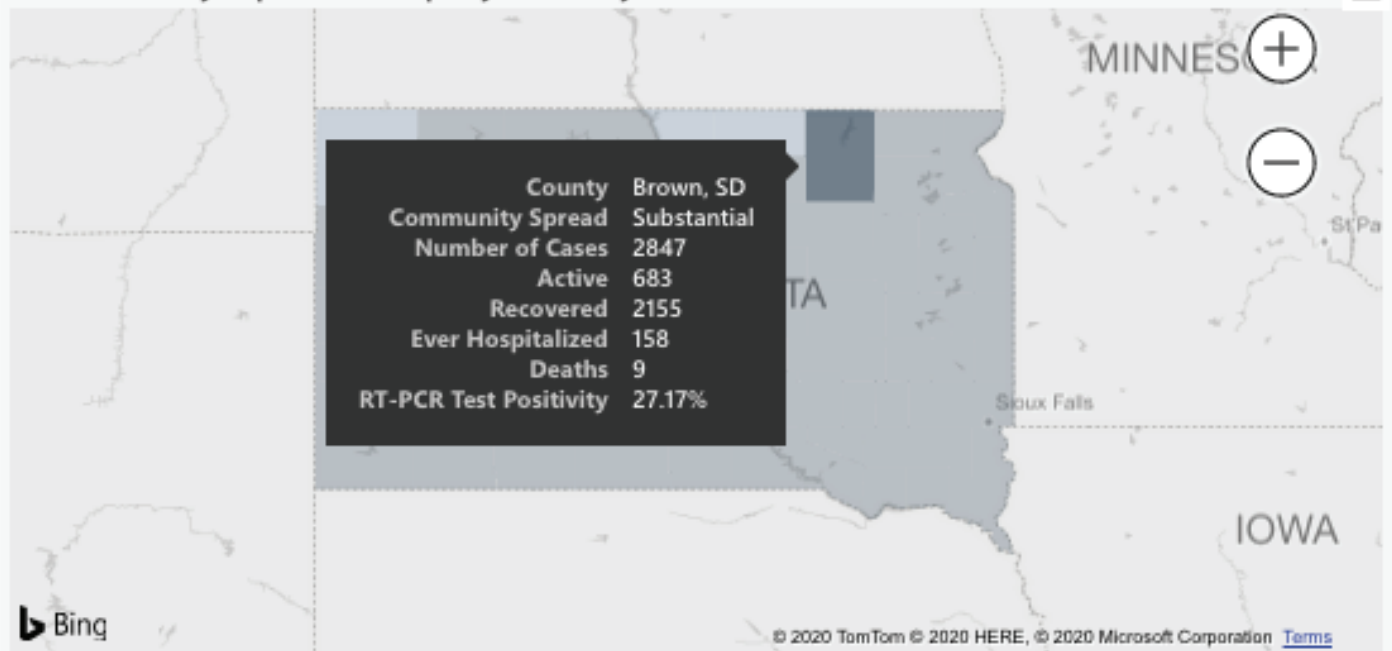 MINNES
County Brown, SD
Community Spread Substantial
Number of Cases 2847
Active 683
Recovered 2155
Ever Hospitalized 158
Deaths 9
RT-PCR Test Positivity 27.17%
TA
St Pa
Sioux Falls
IOWA
Bing
© 2020 TomTom © 2020 HERE, © 2020 Microsoft Corporation Terms